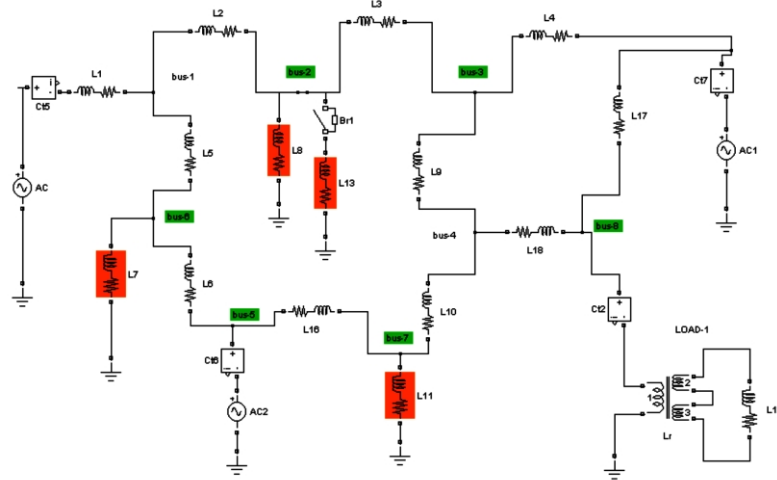 L3
L2
L4
bus-1
bus-2
bus-3
L1
Ct5
Ct7
Br1
L17
L5
L8
L9
AC1
L13
AC
bus-6
bus-8
bus-4
L18
L7
L6
L10
Ct2
bus-5
L16
bus-7
LOAD-1
Ct6
L11
1
2
3
L1
AC2
Lr